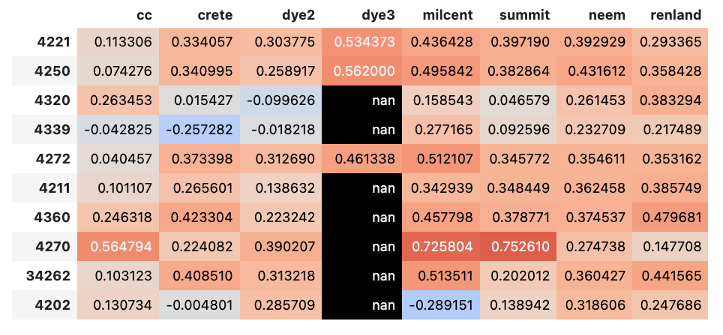 cc crete dye2 dye3 milcent summit neem renland
4221 0.113306 0.334057 0.303775 0.534373 0.436428 0.397190 0.392929 0.293365
4250 0.074276 0.340995 0.258917 0.562000 0.495842 0.382864 0.431612 0.358428
4320 0.263453 0.015427 -0.099626 nan 0.158543 0.046579 0.261453 0.383294
4339 -0.042825 -0.257282 -0.018218 nan 0.277165 0.092596 0.232709 0.217489
4272 0.040457 0.373398 0.312690 0.461338 0.512107 0.345772 0.354611 0.353162
4211 0.101107 0.265601 0.138632 nan 0.342939 0.348449 0.362458 0.385749
4360 0.246318 0.423304 0.223242 nan 0.457798 0.378771 0.374537 0.479681
4270 0.564794 0.224082 0.390207 nan 0.725804 0.752610 0.274738 0.147708
34262 0.103123 0.408510 0.313218 nan 0.513511 0.202012 0.360427 0.441565
4202 0.130734 -0.004801 0.285709 nan -0.289151 0.138942 0.318606 0.247686